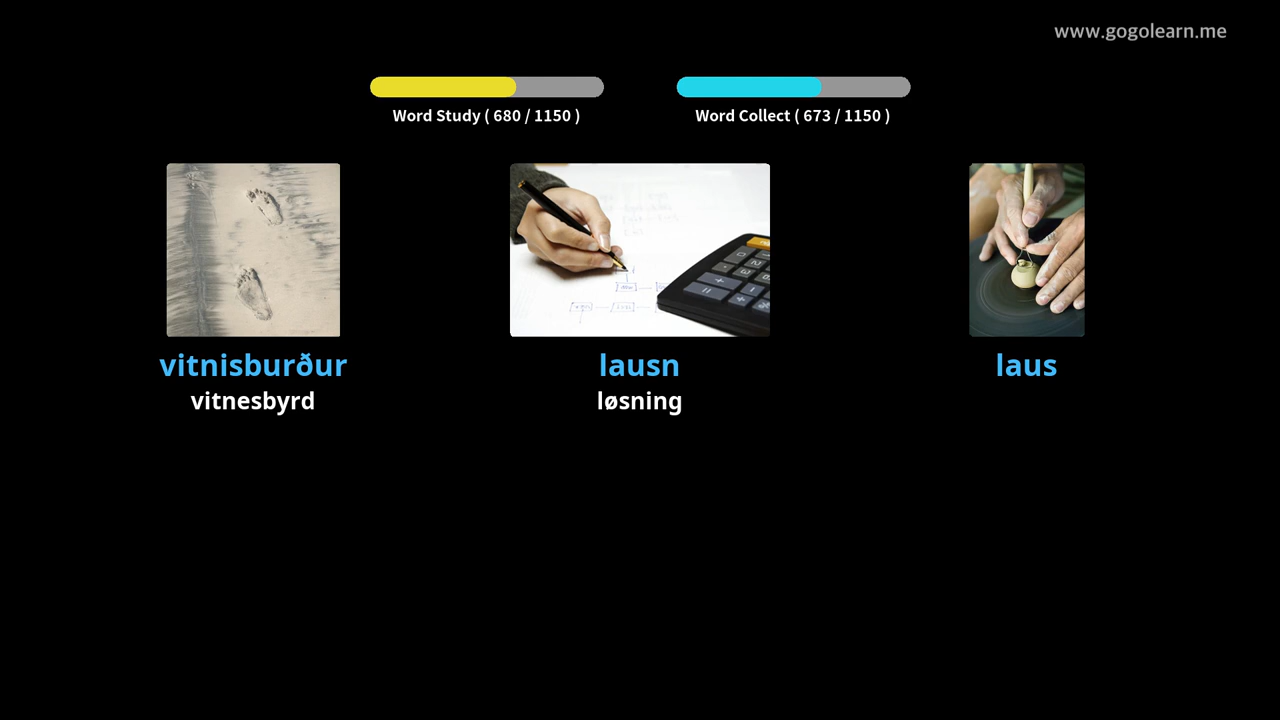 www.gogolearn.me
Word Study ( 680 / 1150 )
Word Collect ( 673 / 1150 )
vitnisburður
vitnesbyrd
lausn
løsning
laus